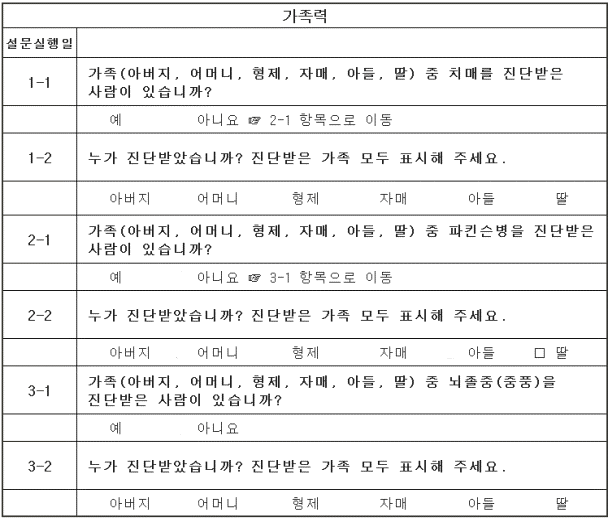 가족력
설문실행일
1-1 가족(아버지, 어머니, 형제, 자매, 아들, 딸) 중 치매를 진단받은
사람이 있습니까?
예 아니요 ☞ 2-1 항목으로 이동
1-2 누가 진단받았습니까? 진단받은 가족 모두 표시해 주세요.
아버지 어머니 형제 자매 아들 딸
2-1 가족(아버지, 어머니, 형제, 자매, 아들, 딸) 중 파킨슨병을 진단받은
사람이 있습니까?
예 아니요 ☞ 3-1 항목으로 이동
2-2 누가 진단받았습니까? 진단받은 가족 모두 표시해 주세요.
아버지 어머니 형제 자매 아들 □ 딸
3-1 가족(아버지, 어머니, 형제, 자매, 아들, 딸) 중 뇌졸중(중풍)을
진단받은 사람이 있습니까?
예 아니요
3-2 누가 진단받았습니까? 진단받은 가족 모두 표시해 주세요.
아버지 어머니 형제 자매 아들 딸